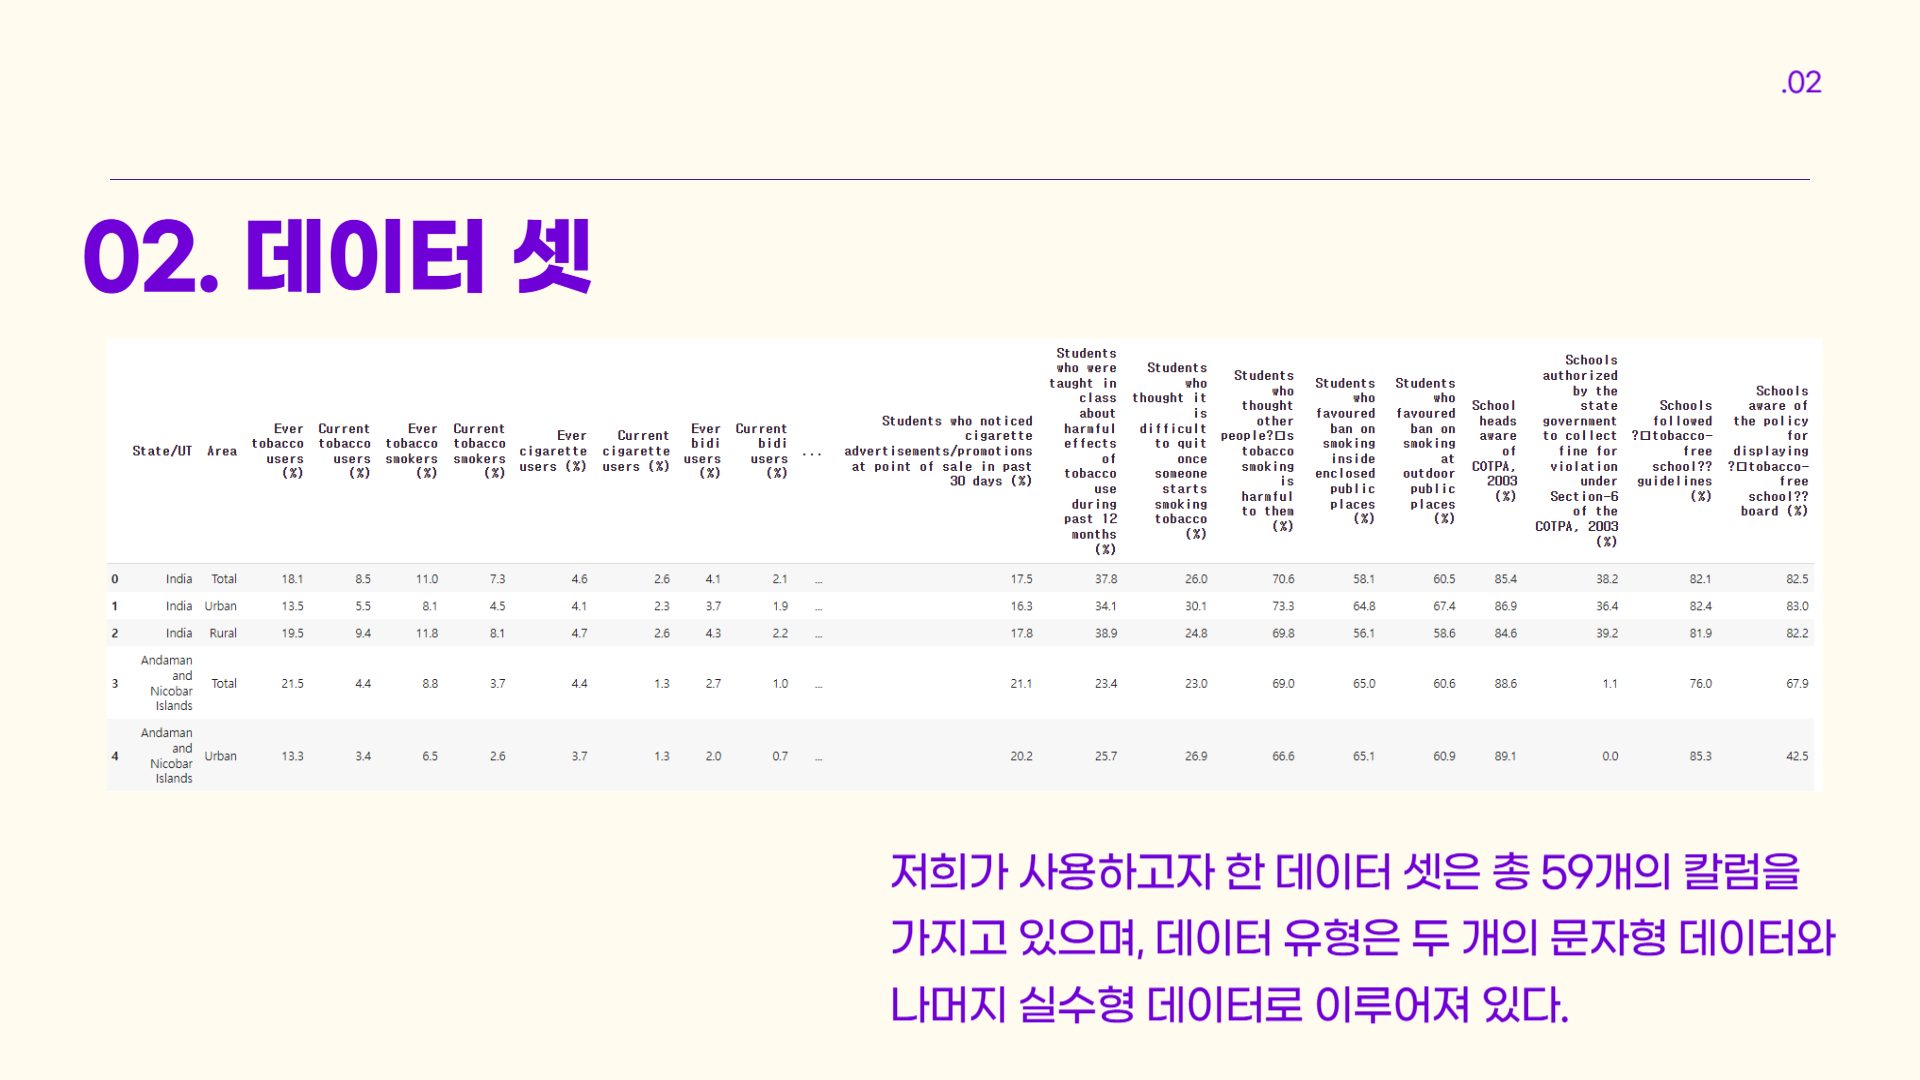 .02
02. 데이터 셋
State/UT Area Ever tobacco users (%) Current tobacco users (%) Ever tobacco smokers (%) Current tobacco smokers (%) Ever cigarette users (%) Current cigarette users (%) Ever bidi users (%) Current bidi users (%) ... Students who noticed cigarette advertisements/promotions at point of sale in past 30 days (%) Students who were taught in class about harmful effects of tobacco use during past 12 months (%) Students who thought it is difficult to quit once someone starts smoking tobacco (%) Students who thought other people?□s tobacco smoking is harmful to them (%) Students who favoured ban on smoking inside enclosed public places (%) Students who favoured ban on smoking at outdoor public places (%) School heads aware of COTPA, 2003 (%) Schools authorized by the state government to collect fine for violation under Section-6 of the COTPA, 2003 (%) Schools followed ?□tobacco-free school?? guidelines (%) Schools aware of the policy for displaying ?□tobacco-free school?? board (%)
0 India Total 18.1 8.5 11.0 7.3 4.6 2.6 4.1 2.1 ... 17.5 37.8 26.0 70.6 58.1 60.5 85.4 38.2 82.1 82.5
1 India Urban 13.5 5.5 8.1 4.5 4.1 2.3 3.7 1.9 ... 16.3 34.1 30.1 73.3 64.8 67.4 86.9 36.4 82.4 83.0
2 India Rural 19.5 9.4 11.8 8.1 4.7 2.6 4.3 2.2 ... 17.8 38.9 24.8 69.8 56.1 58.6 84.6 39.2 81.9 82.2
3 Andaman and Nicobar Islands Total 21.5 4.4 8.8 3.7 4.4 1.3 2.7 1.0 ... 21.1 23.4 23.0 69.0 65.0 60.6 88.6 1.1 76.0 67.9
4 Andaman and Nicobar Islands Urban 13.3 3.4 6.5 2.6 3.7 1.3 2.0 0.7 ... 20.2 25.7 26.9 66.6 65.1 60.9 89.1 0.0 85.3 42.5
저희가 사용하고자 한 데이터 셋은 총 59개의 칼럼을
가지고 있으며, 데이터 유형은 두 개의 문자형 데이터와
나머지 실수형 데이터로 이루어져 있다.